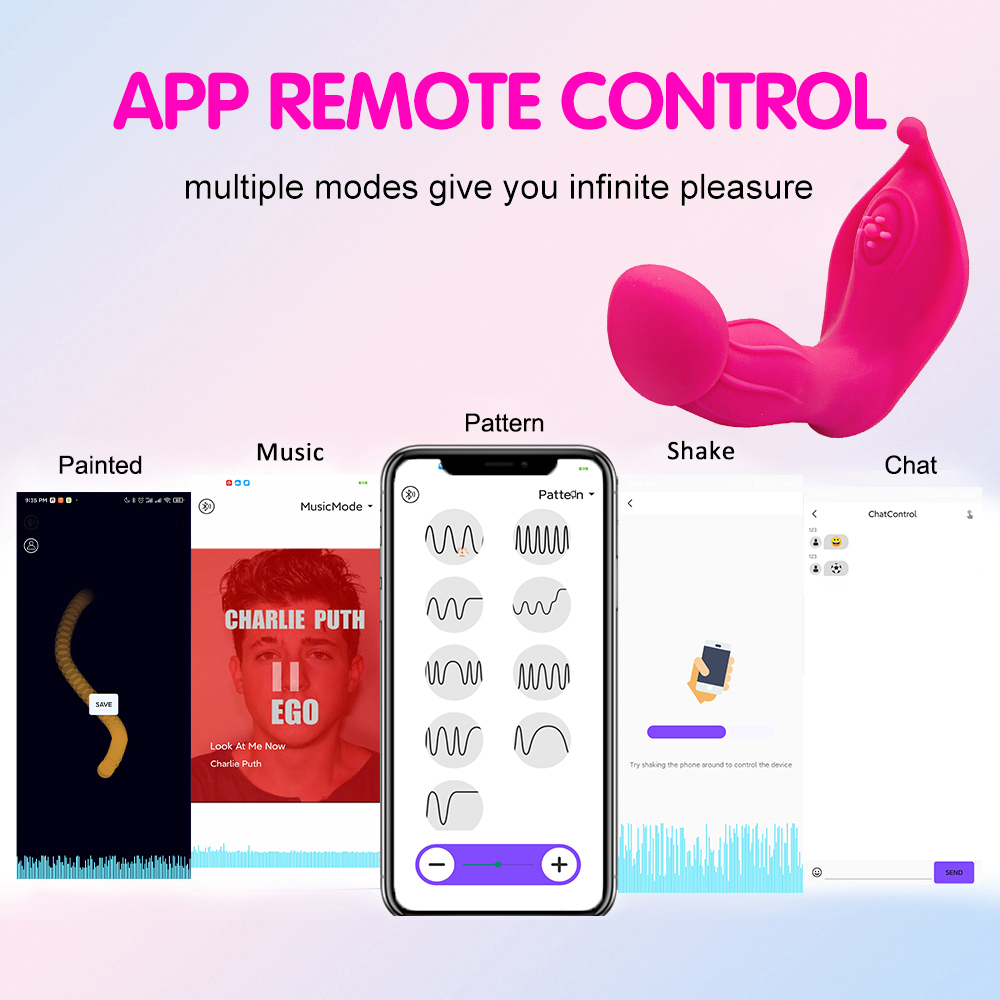 APP REMOTE CONTROL
multiple modes give you infinite pleasure
Painted
Music
Pattern
Shake
Chat
9:35 PM
SAVE
MusicMode
CHARLIE PUTH
EGO
Look At Me Now
Charlie Puth
Pattern
Try shaking the phone around to control the device
ChatControl
123
123
SEND